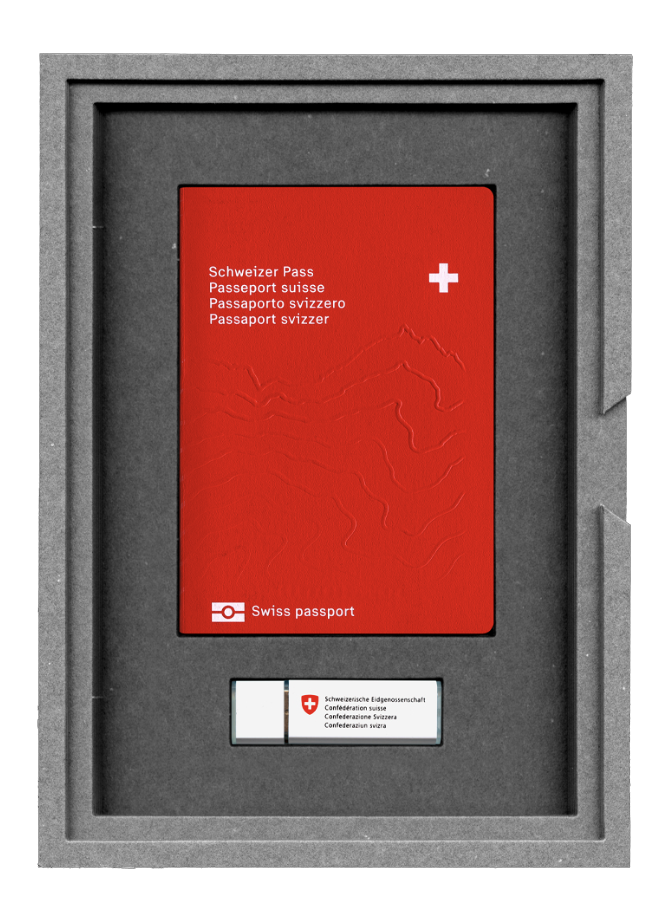 Schweizer Pass
Passeport suisse
Passaporto svizzero
Passaport svizzer
Swiss passport
Schweizerische Eidgenossenschaft
Confédération suisse
Confederazione Svizzera
Confederaziun svizra